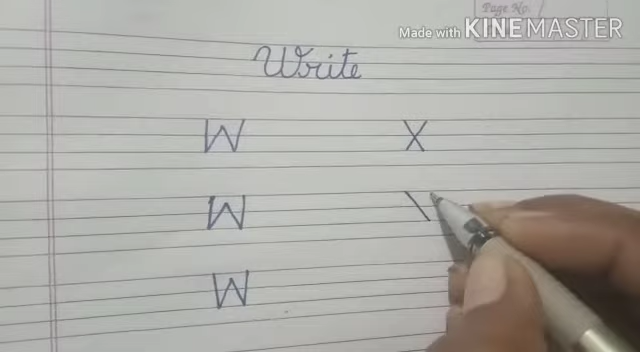 Page No.
Made with KINEMASTER
Write
W X
W \
W